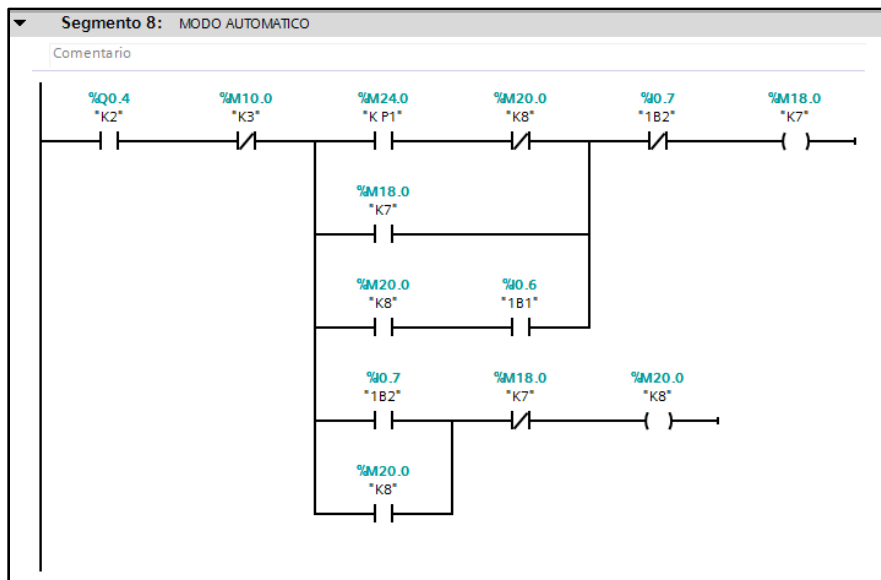 Segmento 8: MODO AUTOMATICO
Comentario
%Q0.4 %M10.0 %M24.0 %M20.0 %I0.7 %M18.0
"K2" "K3" "K P1" "K8" "1B2" "K7"
%M18.0
"K7"
%M20.0 %I0.6
"K8" "1B1"
%I0.7 %M18.0 %M20.0
"1B2" "K7" "K8"
%M20.0
"K8"